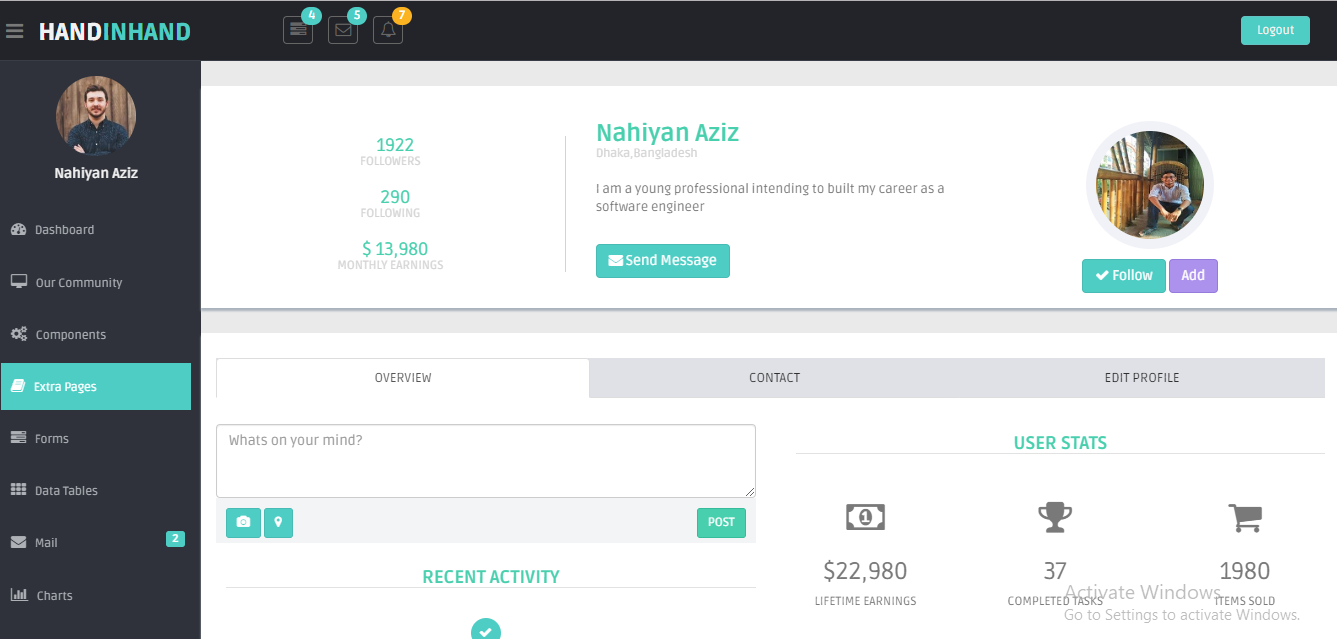 HANDINHAND
4
5
7
Logout
Nahiyan Aziz
Dashboard
Our Community
Components
Extra Pages
Forms
Data Tables
Mail
2
Charts
1922
FOLLOWERS
290
FOLLOWING
$ 13,980
MONTHLY EARNINGS
Nahiyan Aziz
Dhaka,Bangladesh
I am a young professional intending to built my career as a
software engineer
Send Message
Follow
Add
OVERVIEW
CONTACT
EDIT PROFILE
Whats on your mind?
POST
RECENT ACTIVITY
USER STATS
$22,980
LIFETIME EARNINGS
37
COMPLETED TASKS
1980
ITEMS SOLD
Activate Windows
Go to Settings to activate Windows.